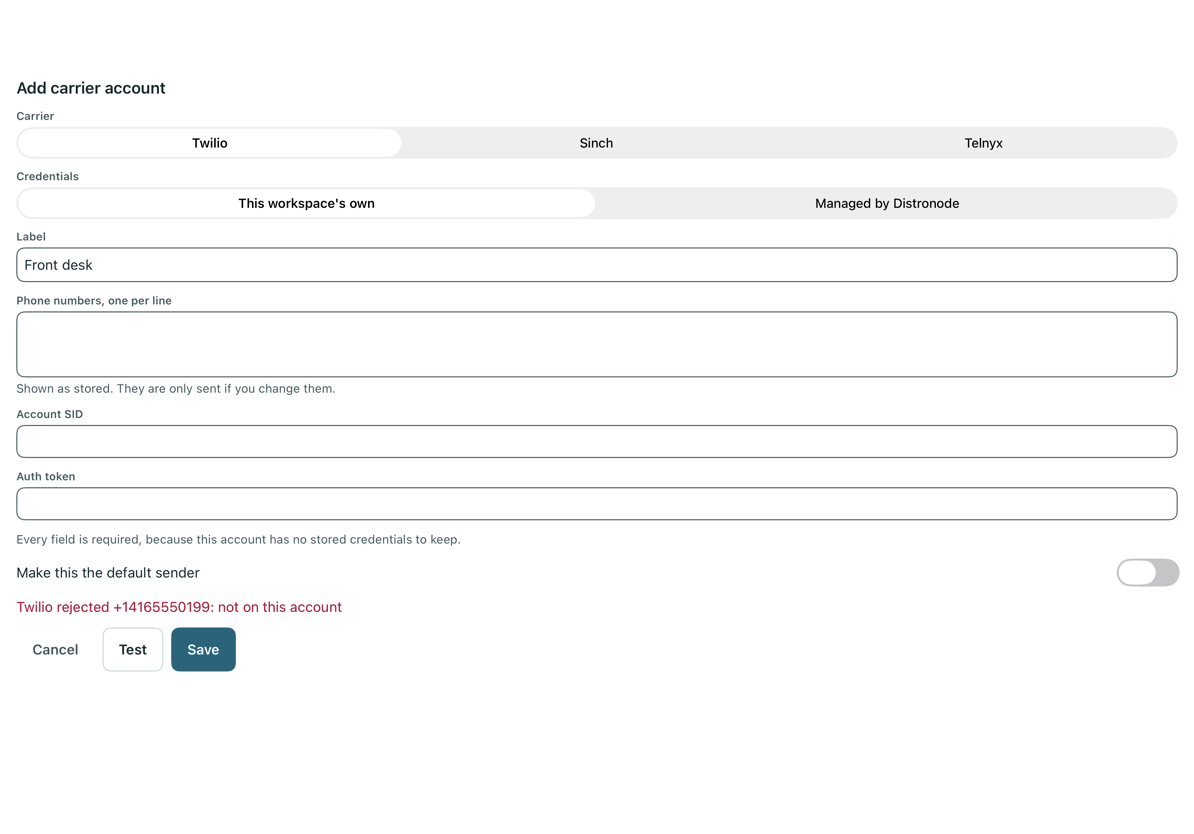 Add carrier account
Carrier
Twilio Sinch Telnyx
Credentials
This workspace's own Managed by Distronode
Label
Front desk
Phone numbers, one per line
Shown as stored. They are only sent if you change them.
Account SID
Auth token
Every field is required, because this account has no stored credentials to keep.
Make this the default sender
Twilio rejected +14165550199: not on this account
Cancel Test Save